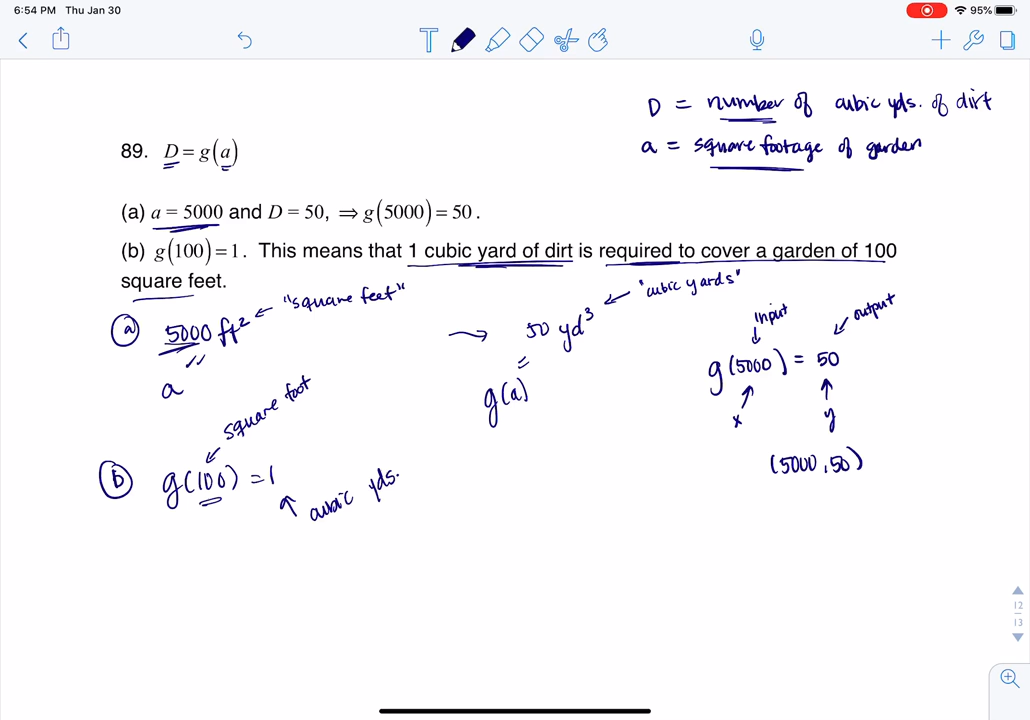 6:54 PM Thu Jan 30
95%
D = number of cubic yds. of dirt
a = square footage of garden
89. D = g(a)
(a) a = 5000 and D = 50, ⇒ g(5000) = 50.
(b) g(100) = 1. This means that 1 cubic yard of dirt is required to cover a garden of 100
square feet.
(a) 5000 ft² ← "square feet"
→ 50 yd³ ← "cubic yards"
a
= g(a)
input
output
g(5000) = 50
x
y
(5000, 50)
square foot
(b) g(100) = 1
cubic yds.
12
13